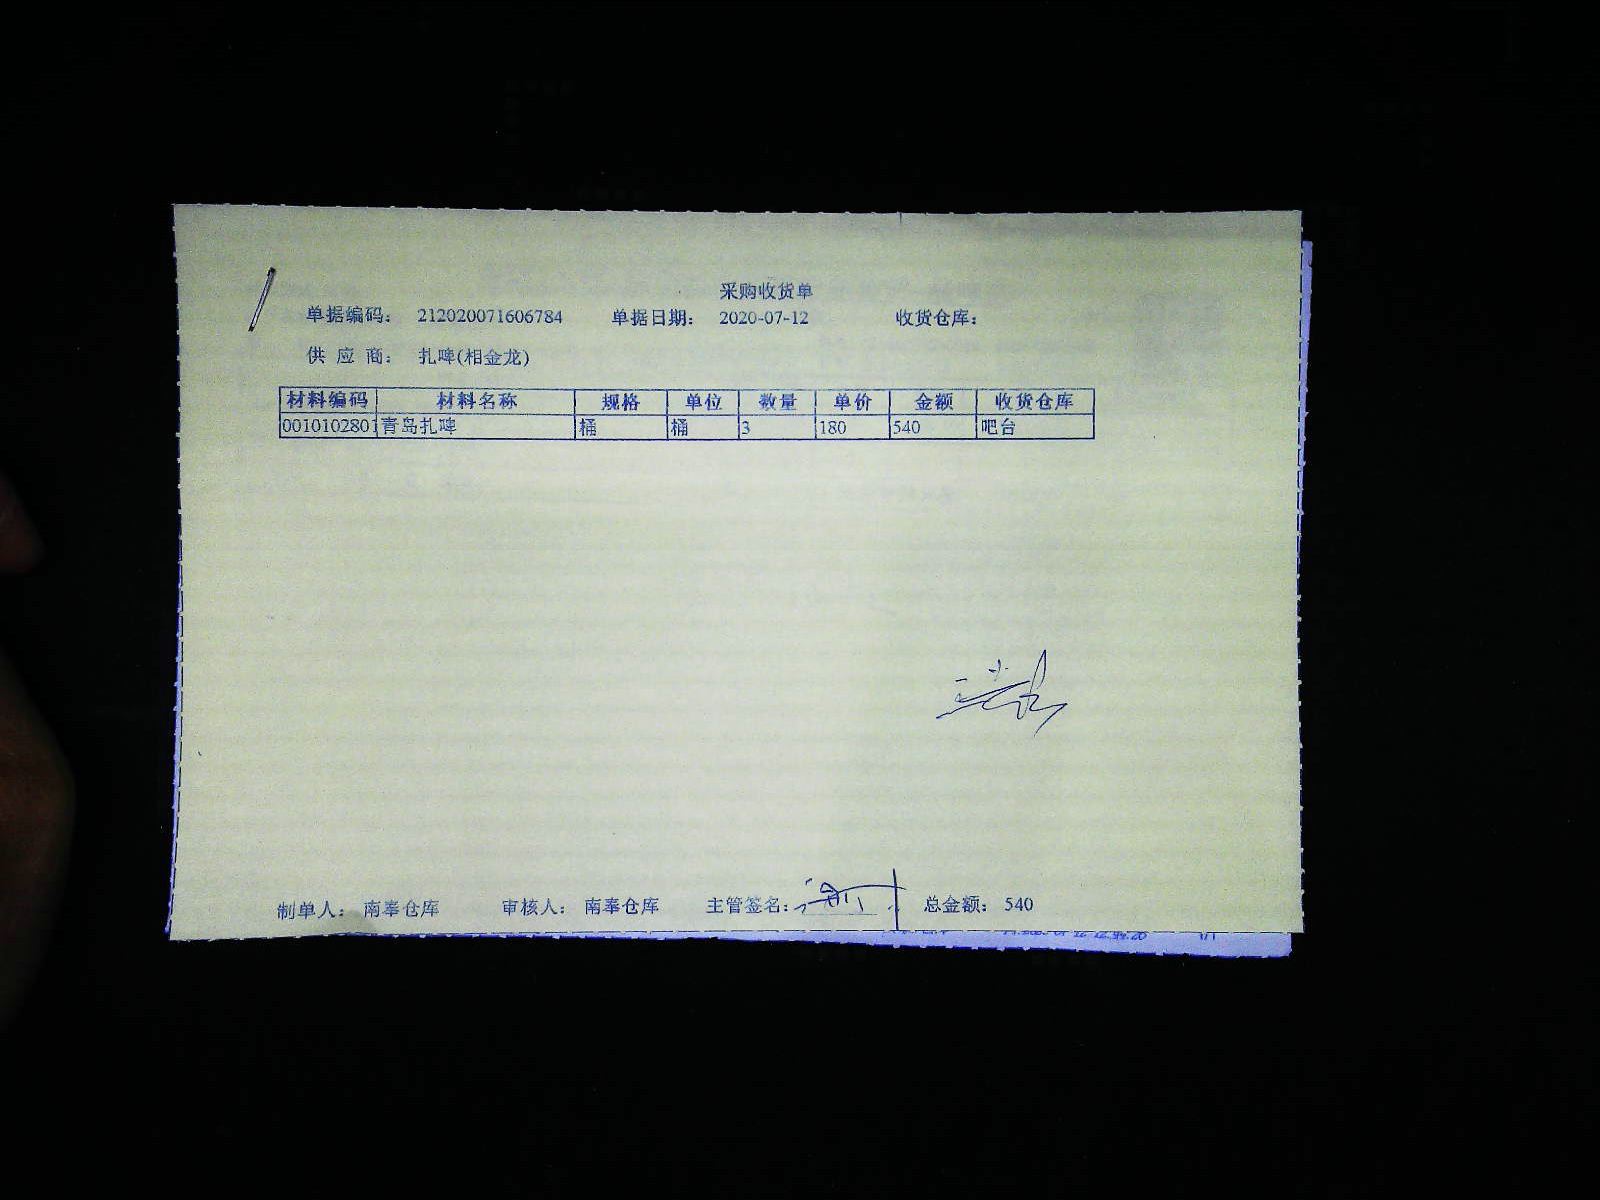 采购收货单
单据编码： 212020071606784 单据日期： 2020-07-12 收货仓库：
供 应 商： 扎啤(相金龙)
材料编码 材料名称 规格 单位 数量 单价 金额 收货仓库
0010102801 青岛扎啤 桶 桶 3 180 540 吧台
制单人： 南奉仓库 审核人： 南奉仓库 主管签名： 总金额： 540